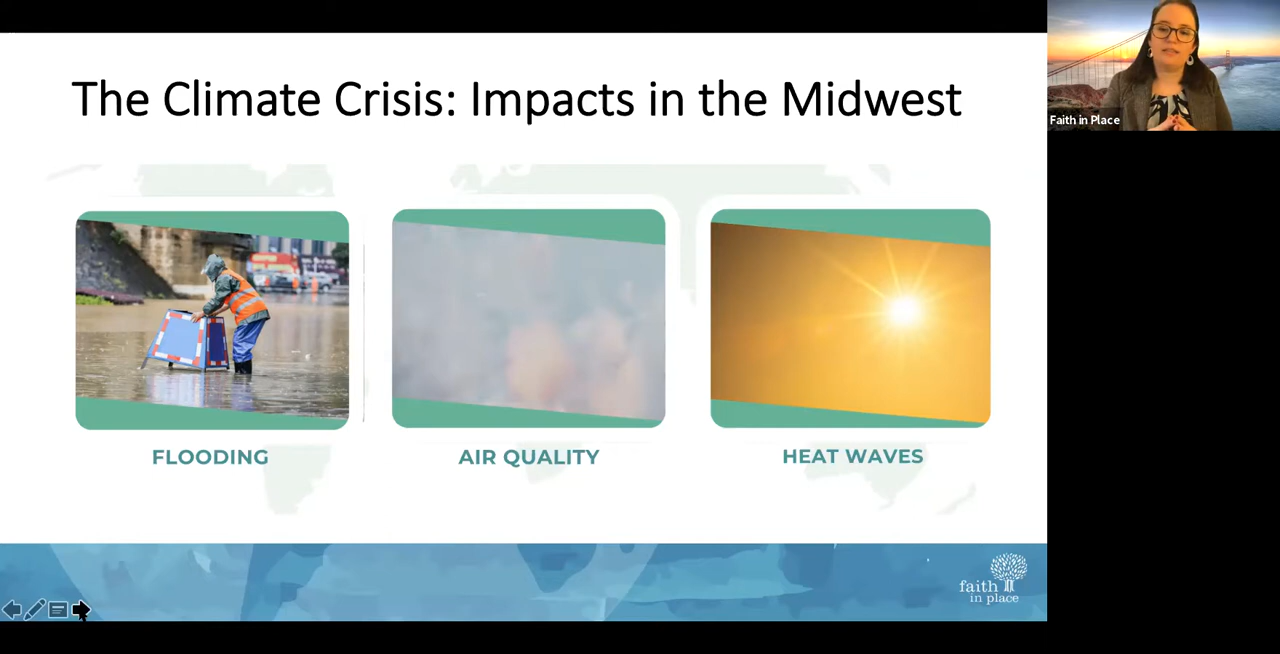 The Climate Crisis: Impacts in the Midwest
Faith in Place
FLOODING
AIR QUALITY
HEAT WAVES
faith
in place